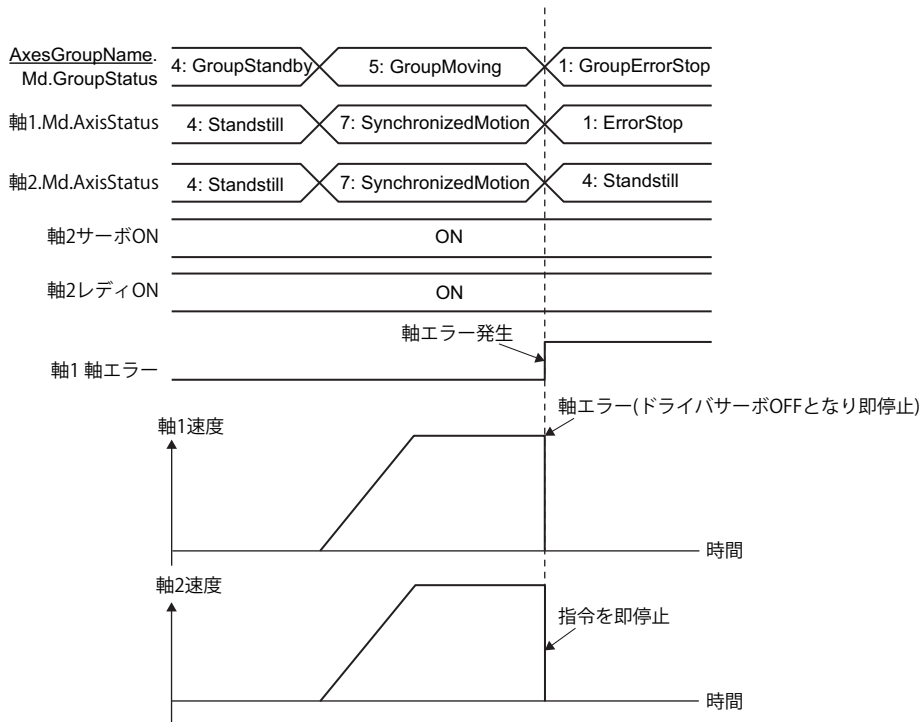 AxesGroupName.
Md.GroupStatus
4: GroupStandby
5: GroupMoving
1: GroupErrorStop
軸1.Md.AxisStatus
4: Standstill
7: SynchronizedMotion
1: ErrorStop
軸2.Md.AxisStatus
4: Standstill
7: SynchronizedMotion
4: Standstill
軸2サーボON
ON
軸2レディON
ON
軸エラー発生
軸1 軸エラー
軸エラー(ドライバサーボOFFとなり即停止)
軸1速度
時間
軸2速度
指令を即停止
時間